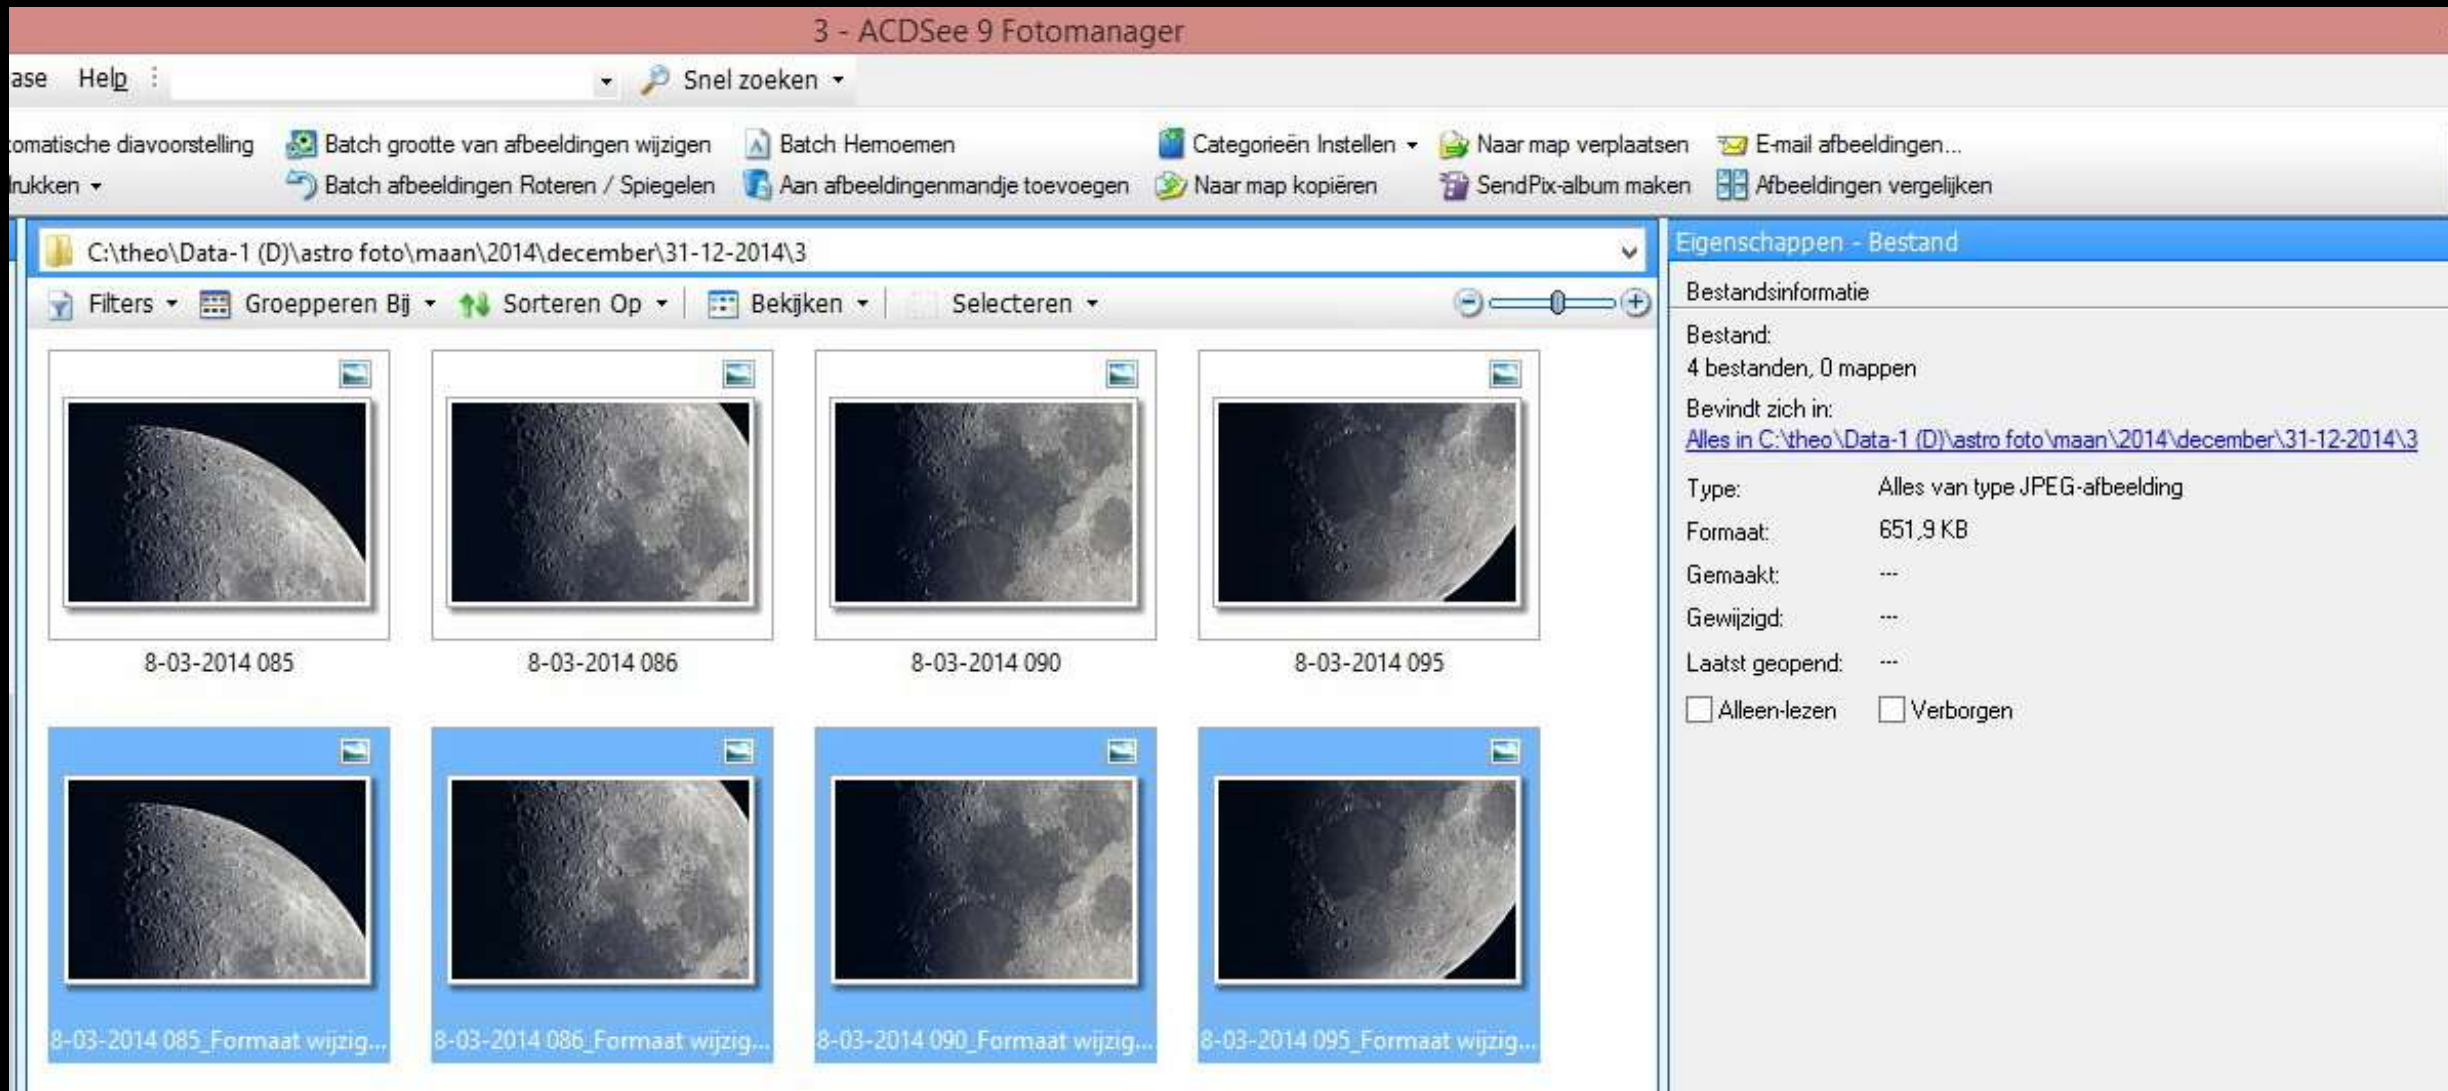 3 - ACDSee 9 Fotomanager
ase Help Snel zoeken
tomatische diavoorstelling Batch grootte van afbeeldingen wijzigen Batch Hernoemen Categorieën Instellen Naar map verplaatsen E-mail afbeeldingen...
rukken Batch afbeeldingen Roteren / Spiegelen Aan afbeeldingenmandje toevoegen Naar map kopiëren SendPix-album maken Afbeeldingen vergelijken
C:\theo\Data-1 (D)\astro foto\maan\2014\december\31-12-2014\3
Filters Groepperen Bij Sorteren Op Bekijken Selecteren
8-03-2014 085 8-03-2014 086 8-03-2014 090 8-03-2014 095
8-03-2014 085_Formaat wijzig... 8-03-2014 086_Formaat wijzig... 8-03-2014 090_Formaat wijzig... 8-03-2014 095_Formaat wijzig...
Eigenschappen - Bestand
Bestandsinformatie
Bestand:
4 bestanden, 0 mappen
Bevindt zich in:
Alles in C:\theo\Data-1 (D)\astro foto\maan\2014\december\31-12-2014\3
Type: Alles van type JPEG-afbeelding
Formaat: 651,9 KB
Gemaakt: ---
Gewijzigd: ---
Laatst geopend: ---
Alleen-lezen Verborgen